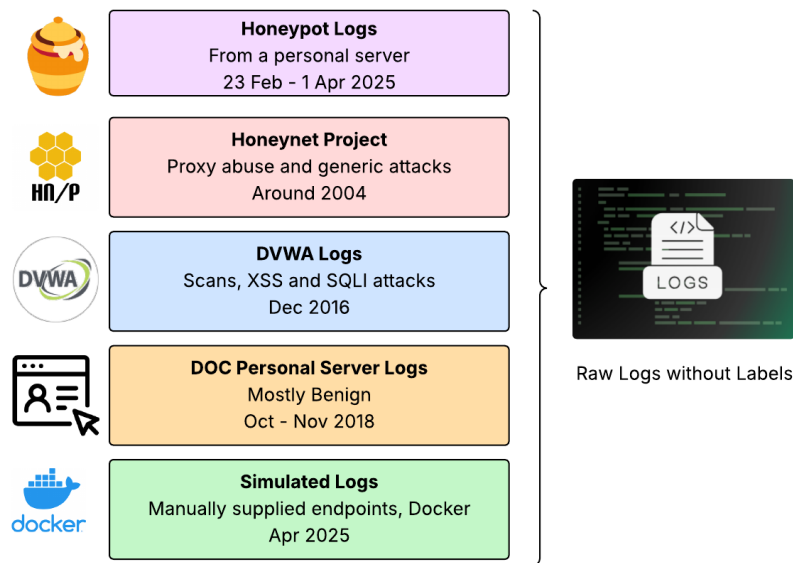 Honeypot Logs
From a personal server
23 Feb - 1 Apr 2025
HN/P
Honeynet Project
Proxy abuse and generic attacks
Around 2004
DVWA
DVWA Logs
Scans, XSS and SQLI attacks
Dec 2016
DOC Personal Server Logs
Mostly Benign
Oct - Nov 2018
docker
Simulated Logs
Manually supplied endpoints, Docker
Apr 2025
</>
LOGS
Raw Logs without Labels